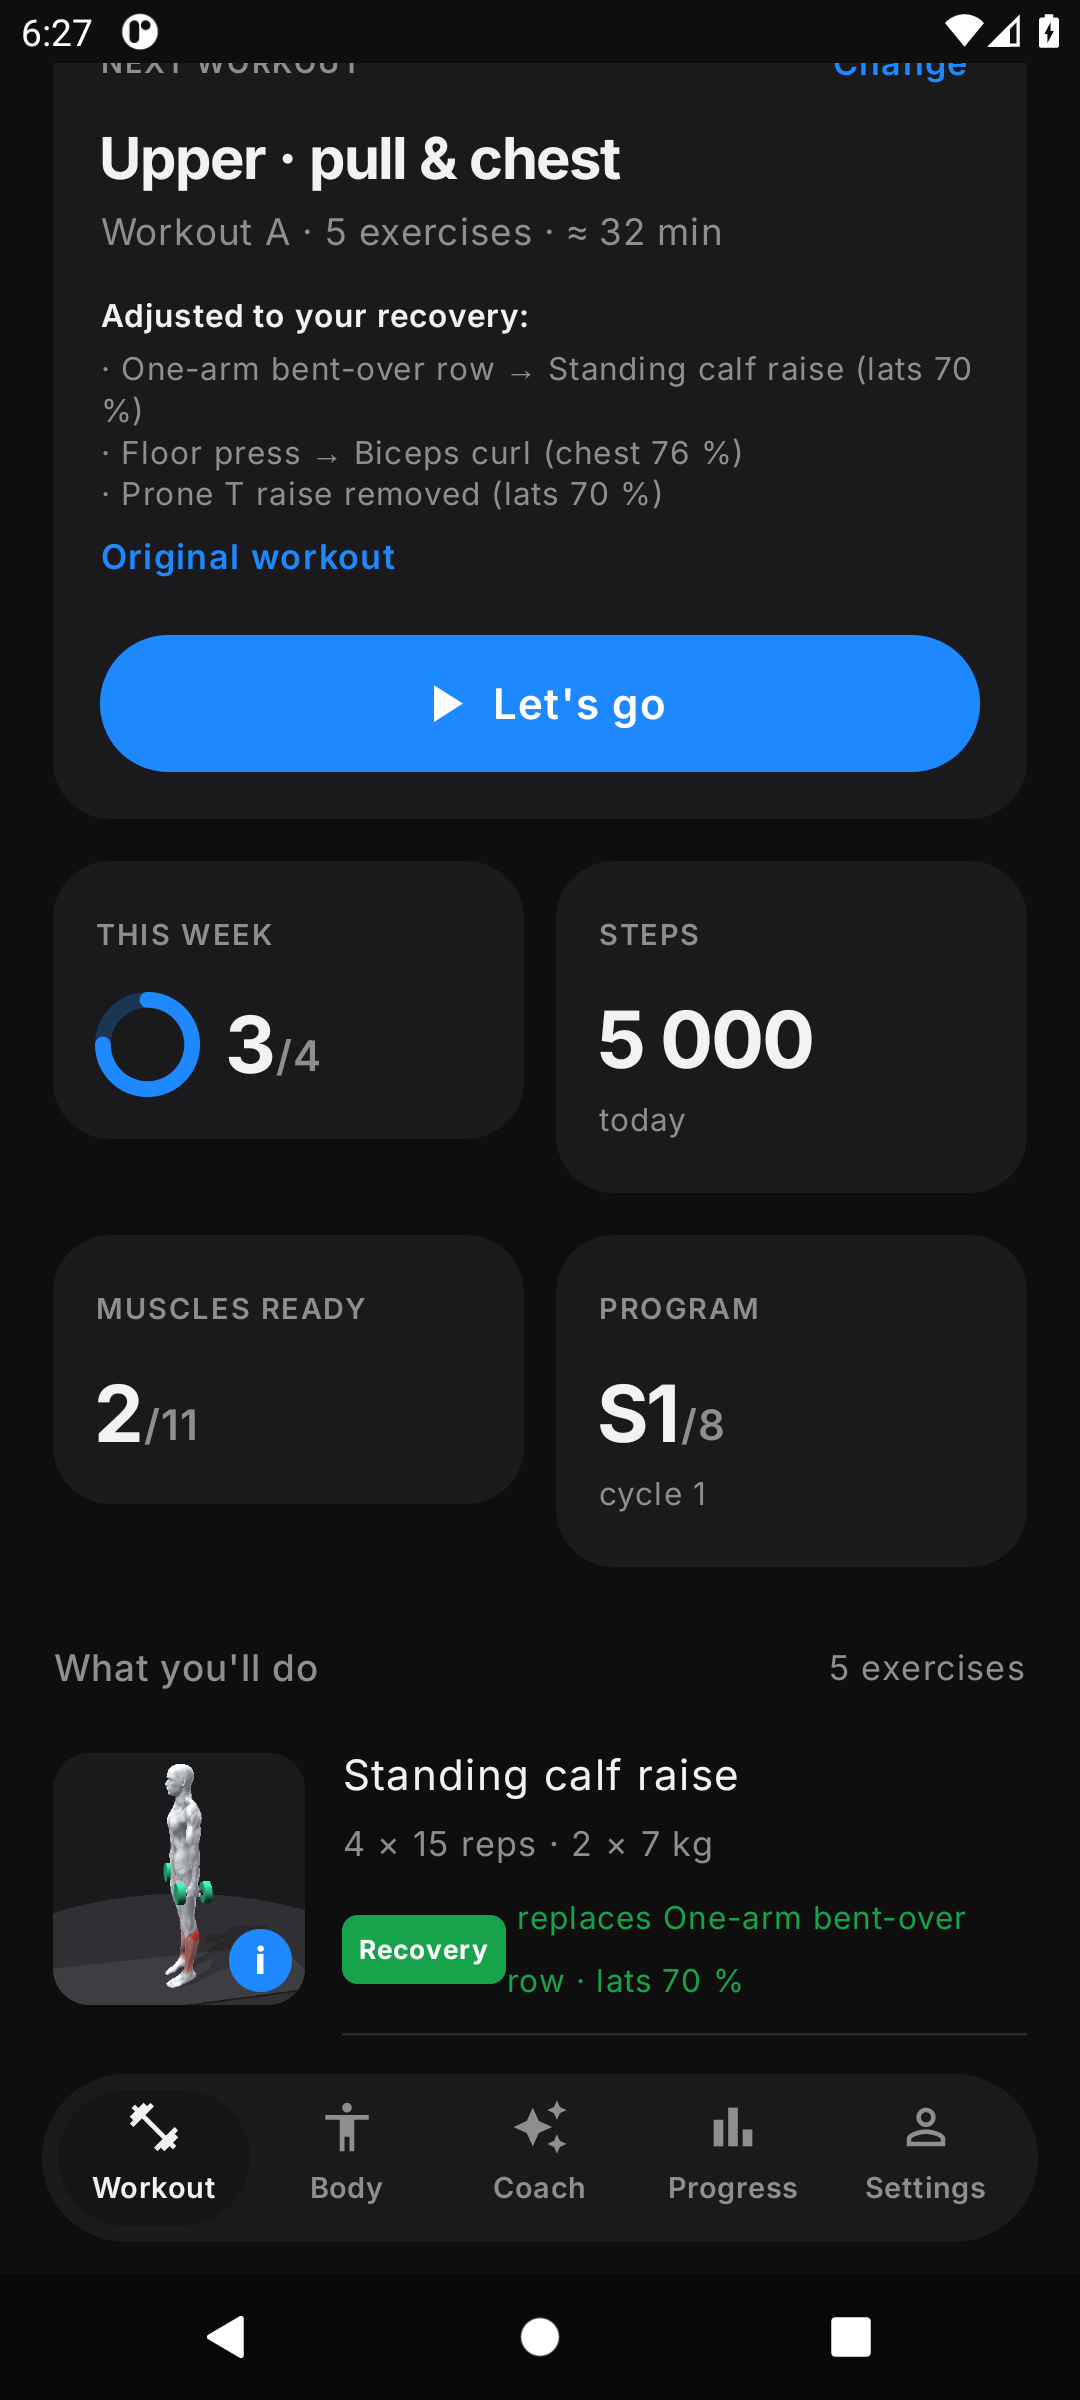 6:27
NEXT WORKOUT
Change
Upper · pull & chest
Workout A · 5 exercises · ≈ 32 min
Adjusted to your recovery:
· One-arm bent-over row → Standing calf raise (lats 70
%)
· Floor press → Biceps curl (chest 76 %)
· Prone T raise removed (lats 70 %)
Original workout
Let's go
THIS WEEK
3/4
STEPS
5 000
today
MUSCLES READY
2/11
PROGRAM
S1/8
cycle 1
What you'll do
5 exercises
Standing calf raise
4 × 15 reps · 2 × 7 kg
Recovery replaces One-arm bent-over
row · lats 70 %
i
Workout
Body
Coach
Progress
Settings